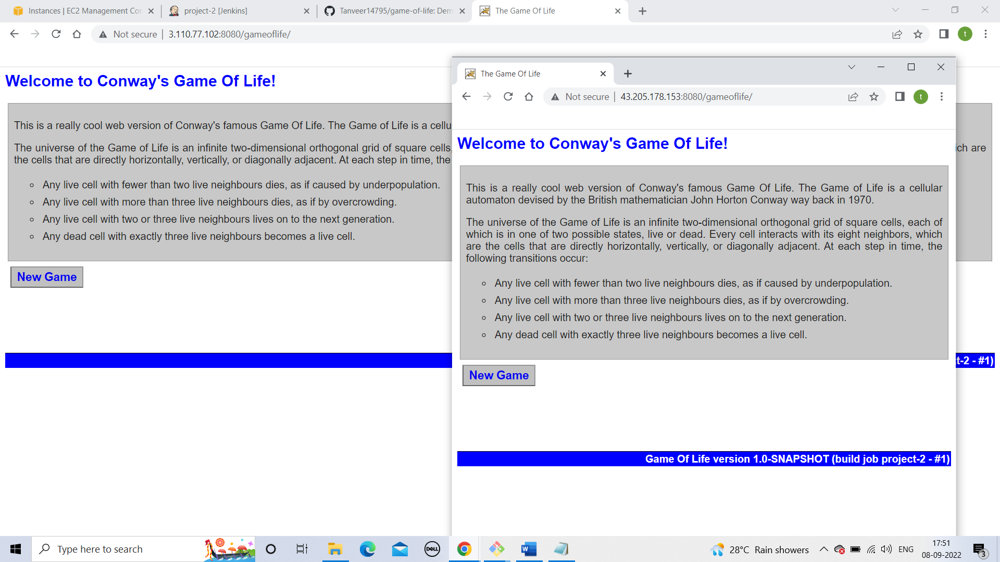 Instances | EC2 Management Con
project-2 [Jenkins]
Tanveer14795/game-of-life: Dem
The Game Of Life
Not secure | 3.110.77.102:8080/gameoflife/
t
Welcome to Conway's Game Of Life!
This is a really cool web version of Conway's famous Game Of Life. The Game of Life is a cellu
The universe of the Game of Life is an infinite two-dimensional orthogonal grid of square cells,
ich are
the cells that are directly horizontally, vertically, or diagonally adjacent. At each step in time, the
Any live cell with fewer than two live neighbours dies, as if caused by underpopulation.
Any live cell with more than three live neighbours dies, as if by overcrowding.
Any live cell with two or three live neighbours lives on to the next generation.
Any dead cell with exactly three live neighbours becomes a live cell.
New Game
t-2 - #1)
The Game Of Life
Not secure | 43.205.178.153:8080/gameoflife/
t
Welcome to Conway's Game Of Life!
This is a really cool web version of Conway's famous Game Of Life. The Game of Life is a cellular
automaton devised by the British mathematician John Horton Conway way back in 1970.
The universe of the Game of Life is an infinite two-dimensional orthogonal grid of square cells, each of
which is in one of two possible states, live or dead. Every cell interacts with its eight neighbors, which
are the cells that are directly horizontally, vertically, or diagonally adjacent. At each step in time, the
following transitions occur:
Any live cell with fewer than two live neighbours dies, as if caused by underpopulation.
Any live cell with more than three live neighbours dies, as if by overcrowding.
Any live cell with two or three live neighbours lives on to the next generation.
Any dead cell with exactly three live neighbours becomes a live cell.
New Game
Game Of Life version 1.0-SNAPSHOT (build job project-2 - #1)
Type here to search
DELL
W
28°C Rain showers
ENG
17:51
08-09-2022
3